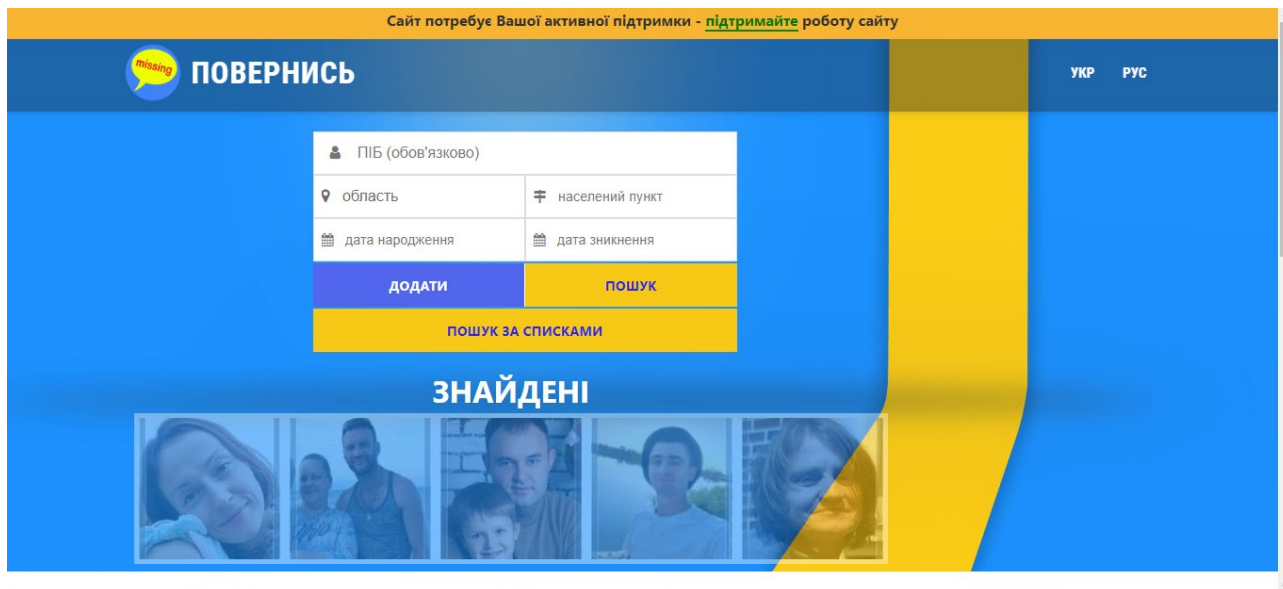 Сайт потребує Вашої активної підтримки - підтримайте роботу сайту
missing
ПОВЕРНИСЬ
УКР РУС
ПІБ (обов'язково)
область населений пункт
дата народження дата зникнення
ДОДАТИ ПОШУК
ПОШУК ЗА СПИСКАМИ
ЗНАЙДЕНІ